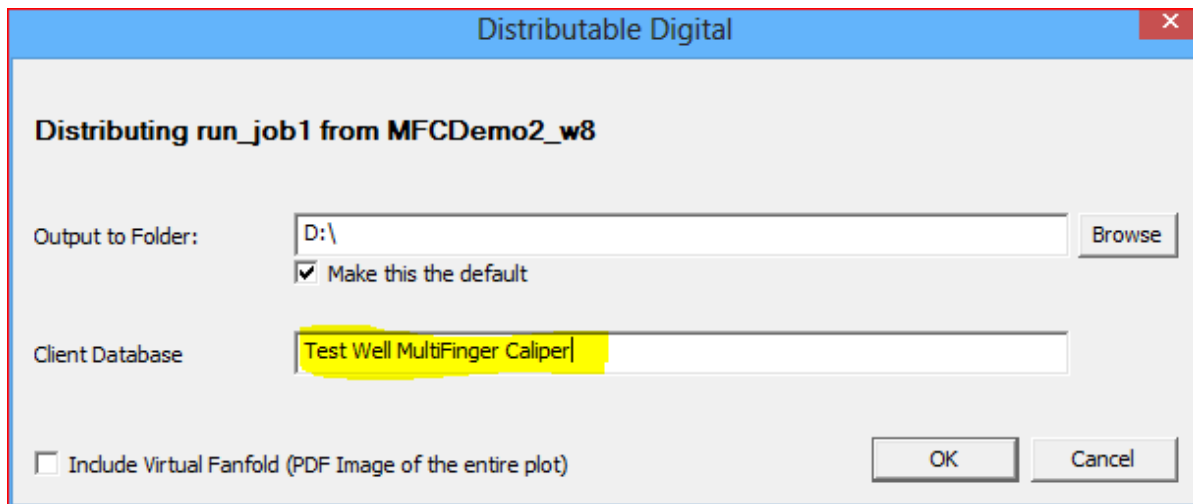 Distributable Digital
Distributing run_job1 from MFCDemo2_w8
Output to Folder: D:\ Browse
Make this the default
Client Database Test Well MultiFinger Caliper
Include Virtual Fanfold (PDF Image of the entire plot) OK Cancel